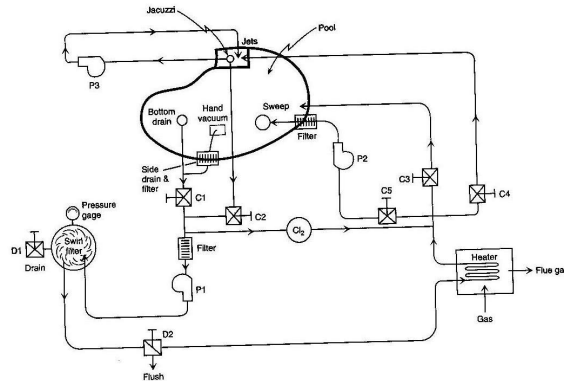 Jacuzzi
Pool
Jets
P3
Bottom
drain
Hand
vacuum
Sweep
Filter
P2
Side
drain &
filter
C1
C2
C3
C4
C5
Pressure
gage
D1
Swirl
filter
Drain
Filter
Cl2
Heater
Flue ga
Gas
P1
D2
Flush